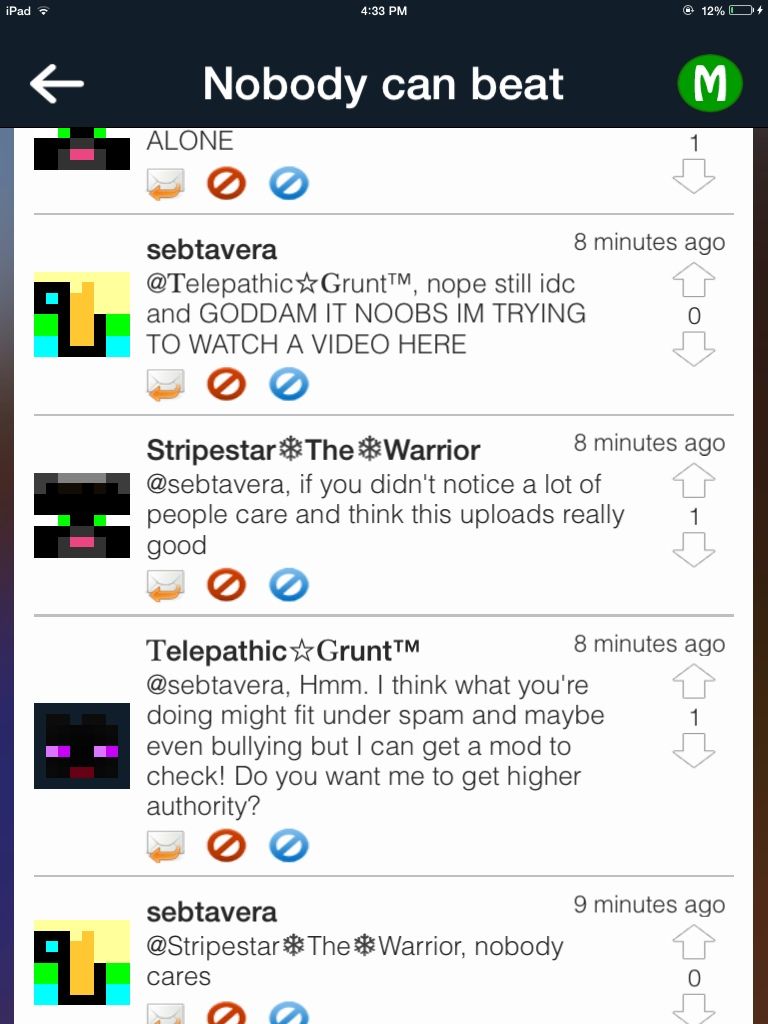 iPad 4:33 PM 12%
Nobody can beat M
ALONE
1
sebtavera 8 minutes ago
@Telepathic☆Grunt™, nope still idc
and GODDAM IT NOOBS IM TRYING
TO WATCH A VIDEO HERE
0
Stripestar❄The❄Warrior 8 minutes ago
@sebtavera, if you didn't notice a lot of
people care and think this uploads really
good
1
Telepathic☆Grunt™ 8 minutes ago
@sebtavera, Hmm. I think what you're
doing might fit under spam and maybe
even bullying but I can get a mod to
check! Do you want me to get higher
authority?
1
sebtavera 9 minutes ago
@Stripestar❄The❄Warrior, nobody
cares
0